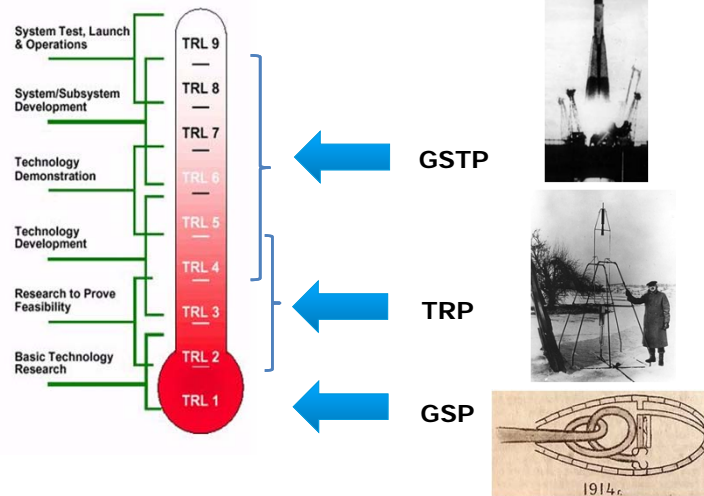 System Test, Launch
& Operations
System/Subsystem
Development
Technology
Demonstration
Technology
Development
Research to Prove
Feasibility
Basic Technology
Research
TRL 9
TRL 8
TRL 7
TRL 6
TRL 5
TRL 4
TRL 3
TRL 2
TRL 1
GSTP
TRP
GSP
1914г.